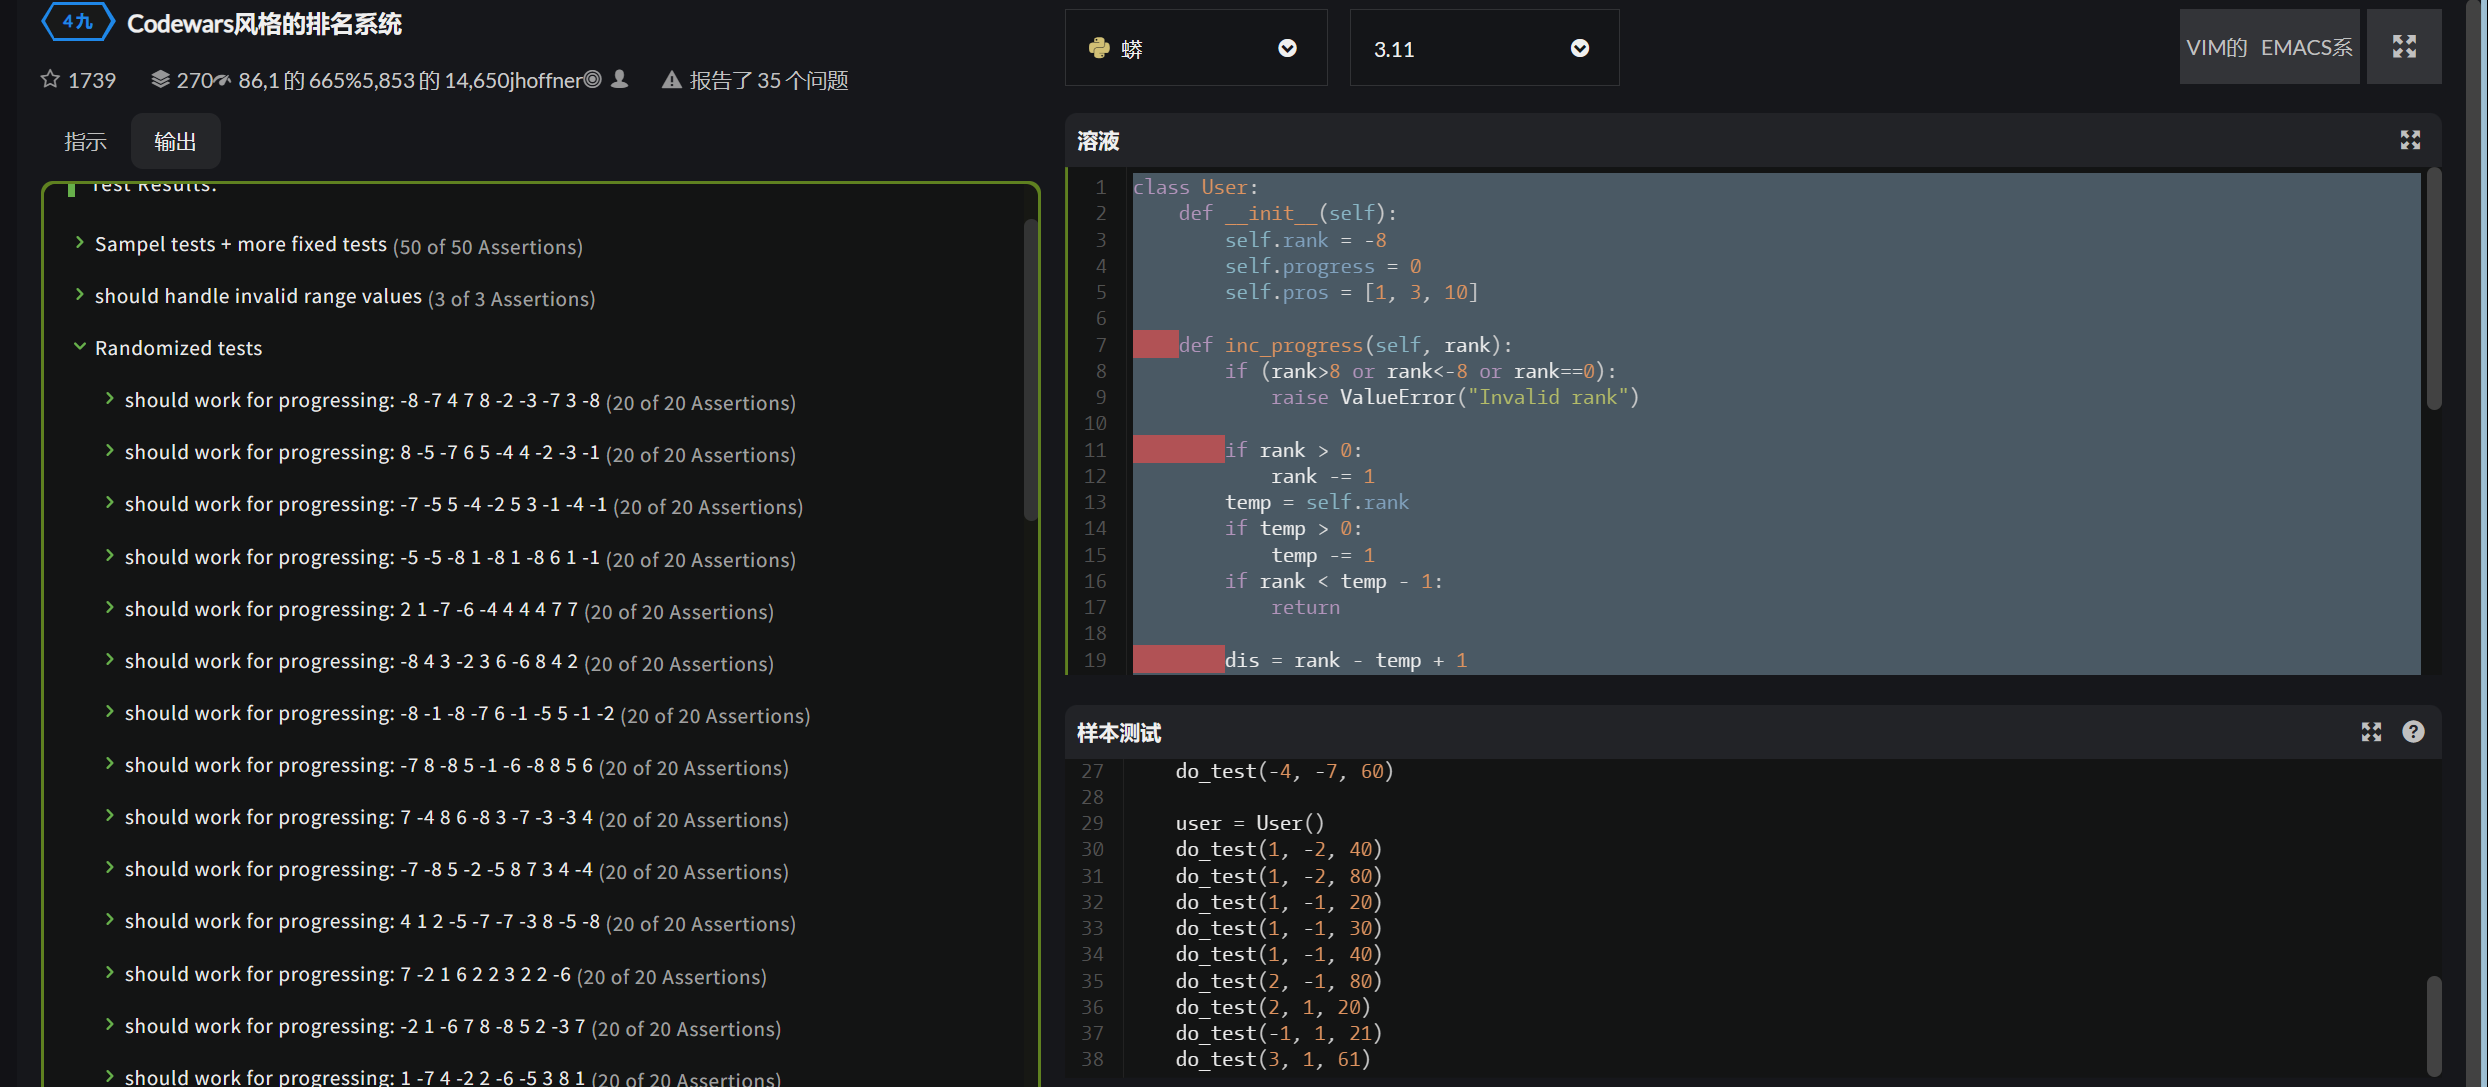 4九 Codewars风格的排名系统
1739 270 86,1 的 665%5,853 的 14,650jhoffner 报告了 35 个问题
指示 输出
Test Results:
Sampel tests + more fixed tests (50 of 50 Assertions)
should handle invalid range values (3 of 3 Assertions)
Randomized tests
should work for progressing: -8 -7 4 7 8 -2 -3 -7 3 -8 (20 of 20 Assertions)
should work for progressing: 8 -5 -7 6 5 -4 4 -2 -3 -1 (20 of 20 Assertions)
should work for progressing: -7 -5 5 -4 -2 5 3 -1 -4 -1 (20 of 20 Assertions)
should work for progressing: -5 -5 -8 1 -8 1 -8 6 1 -1 (20 of 20 Assertions)
should work for progressing: 2 1 -7 -6 -4 4 4 4 7 7 (20 of 20 Assertions)
should work for progressing: -8 4 3 -2 3 6 -6 8 4 2 (20 of 20 Assertions)
should work for progressing: -8 -1 -8 -7 6 -1 -5 5 -1 -2 (20 of 20 Assertions)
should work for progressing: -7 8 -8 5 -1 -6 -8 8 5 6 (20 of 20 Assertions)
should work for progressing: 7 -4 8 6 -8 3 -7 -3 -3 4 (20 of 20 Assertions)
should work for progressing: -7 -8 5 -2 -5 8 7 3 4 -4 (20 of 20 Assertions)
should work for progressing: 4 1 2 -5 -7 -7 -3 8 -5 -8 (20 of 20 Assertions)
should work for progressing: 7 -2 1 6 2 2 3 2 2 -6 (20 of 20 Assertions)
should work for progressing: -2 1 -6 7 8 -8 5 2 -3 7 (20 of 20 Assertions)
should work for progressing: 1 -7 4 -2 2 -6 -5 3 8 1 (20 of 20 Assertions)
蟒 3.11 VIM的 EMACS系
溶液
1 class User:
2     def __init__(self):
3         self.rank = -8
4         self.progress = 0
5         self.pros = [1, 3, 10]
6
7     def inc_progress(self, rank):
8         if (rank>8 or rank<-8 or rank==0):
9             raise ValueError("Invalid rank")
10
11         if rank > 0:
12             rank -= 1
13         temp = self.rank
14         if temp > 0:
15             temp -= 1
16         if rank < temp - 1:
17             return
18
19         dis = rank - temp + 1
样本测试
27     do_test(-4, -7, 60)
28
29     user = User()
30     do_test(1, -2, 40)
31     do_test(1, -2, 80)
32     do_test(1, -1, 20)
33     do_test(1, -1, 30)
34     do_test(1, -1, 40)
35     do_test(2, -1, 80)
36     do_test(2, 1, 20)
37     do_test(-1, 1, 21)
38     do_test(3, 1, 61)